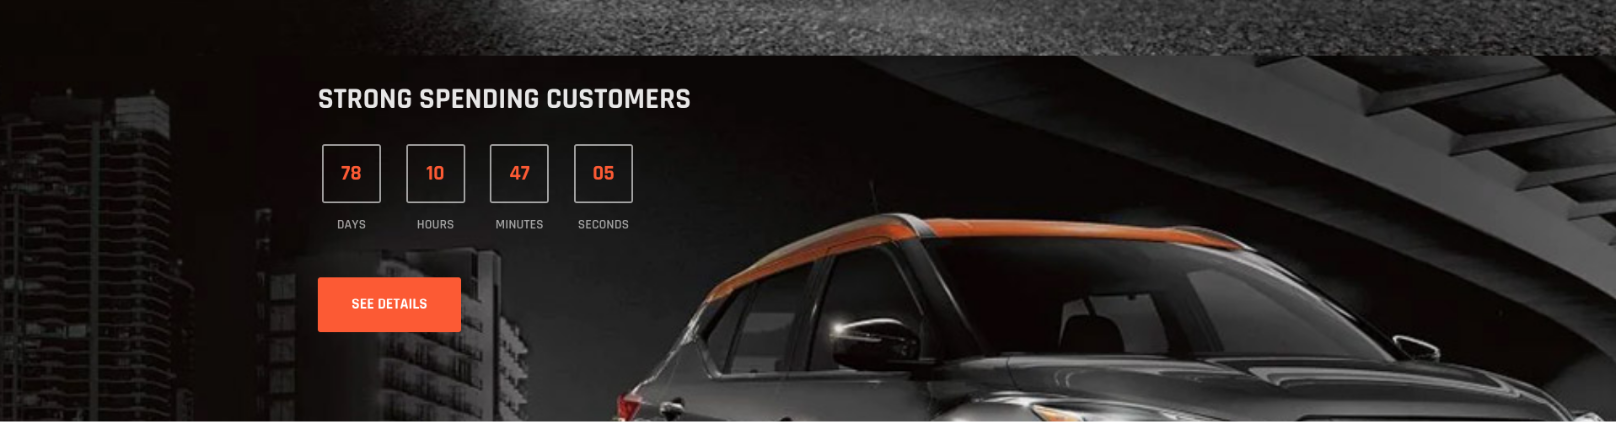 STRONG SPENDING CUSTOMERS
78 10 47 05
DAYS HOURS MINUTES SECONDS
SEE DETAILS